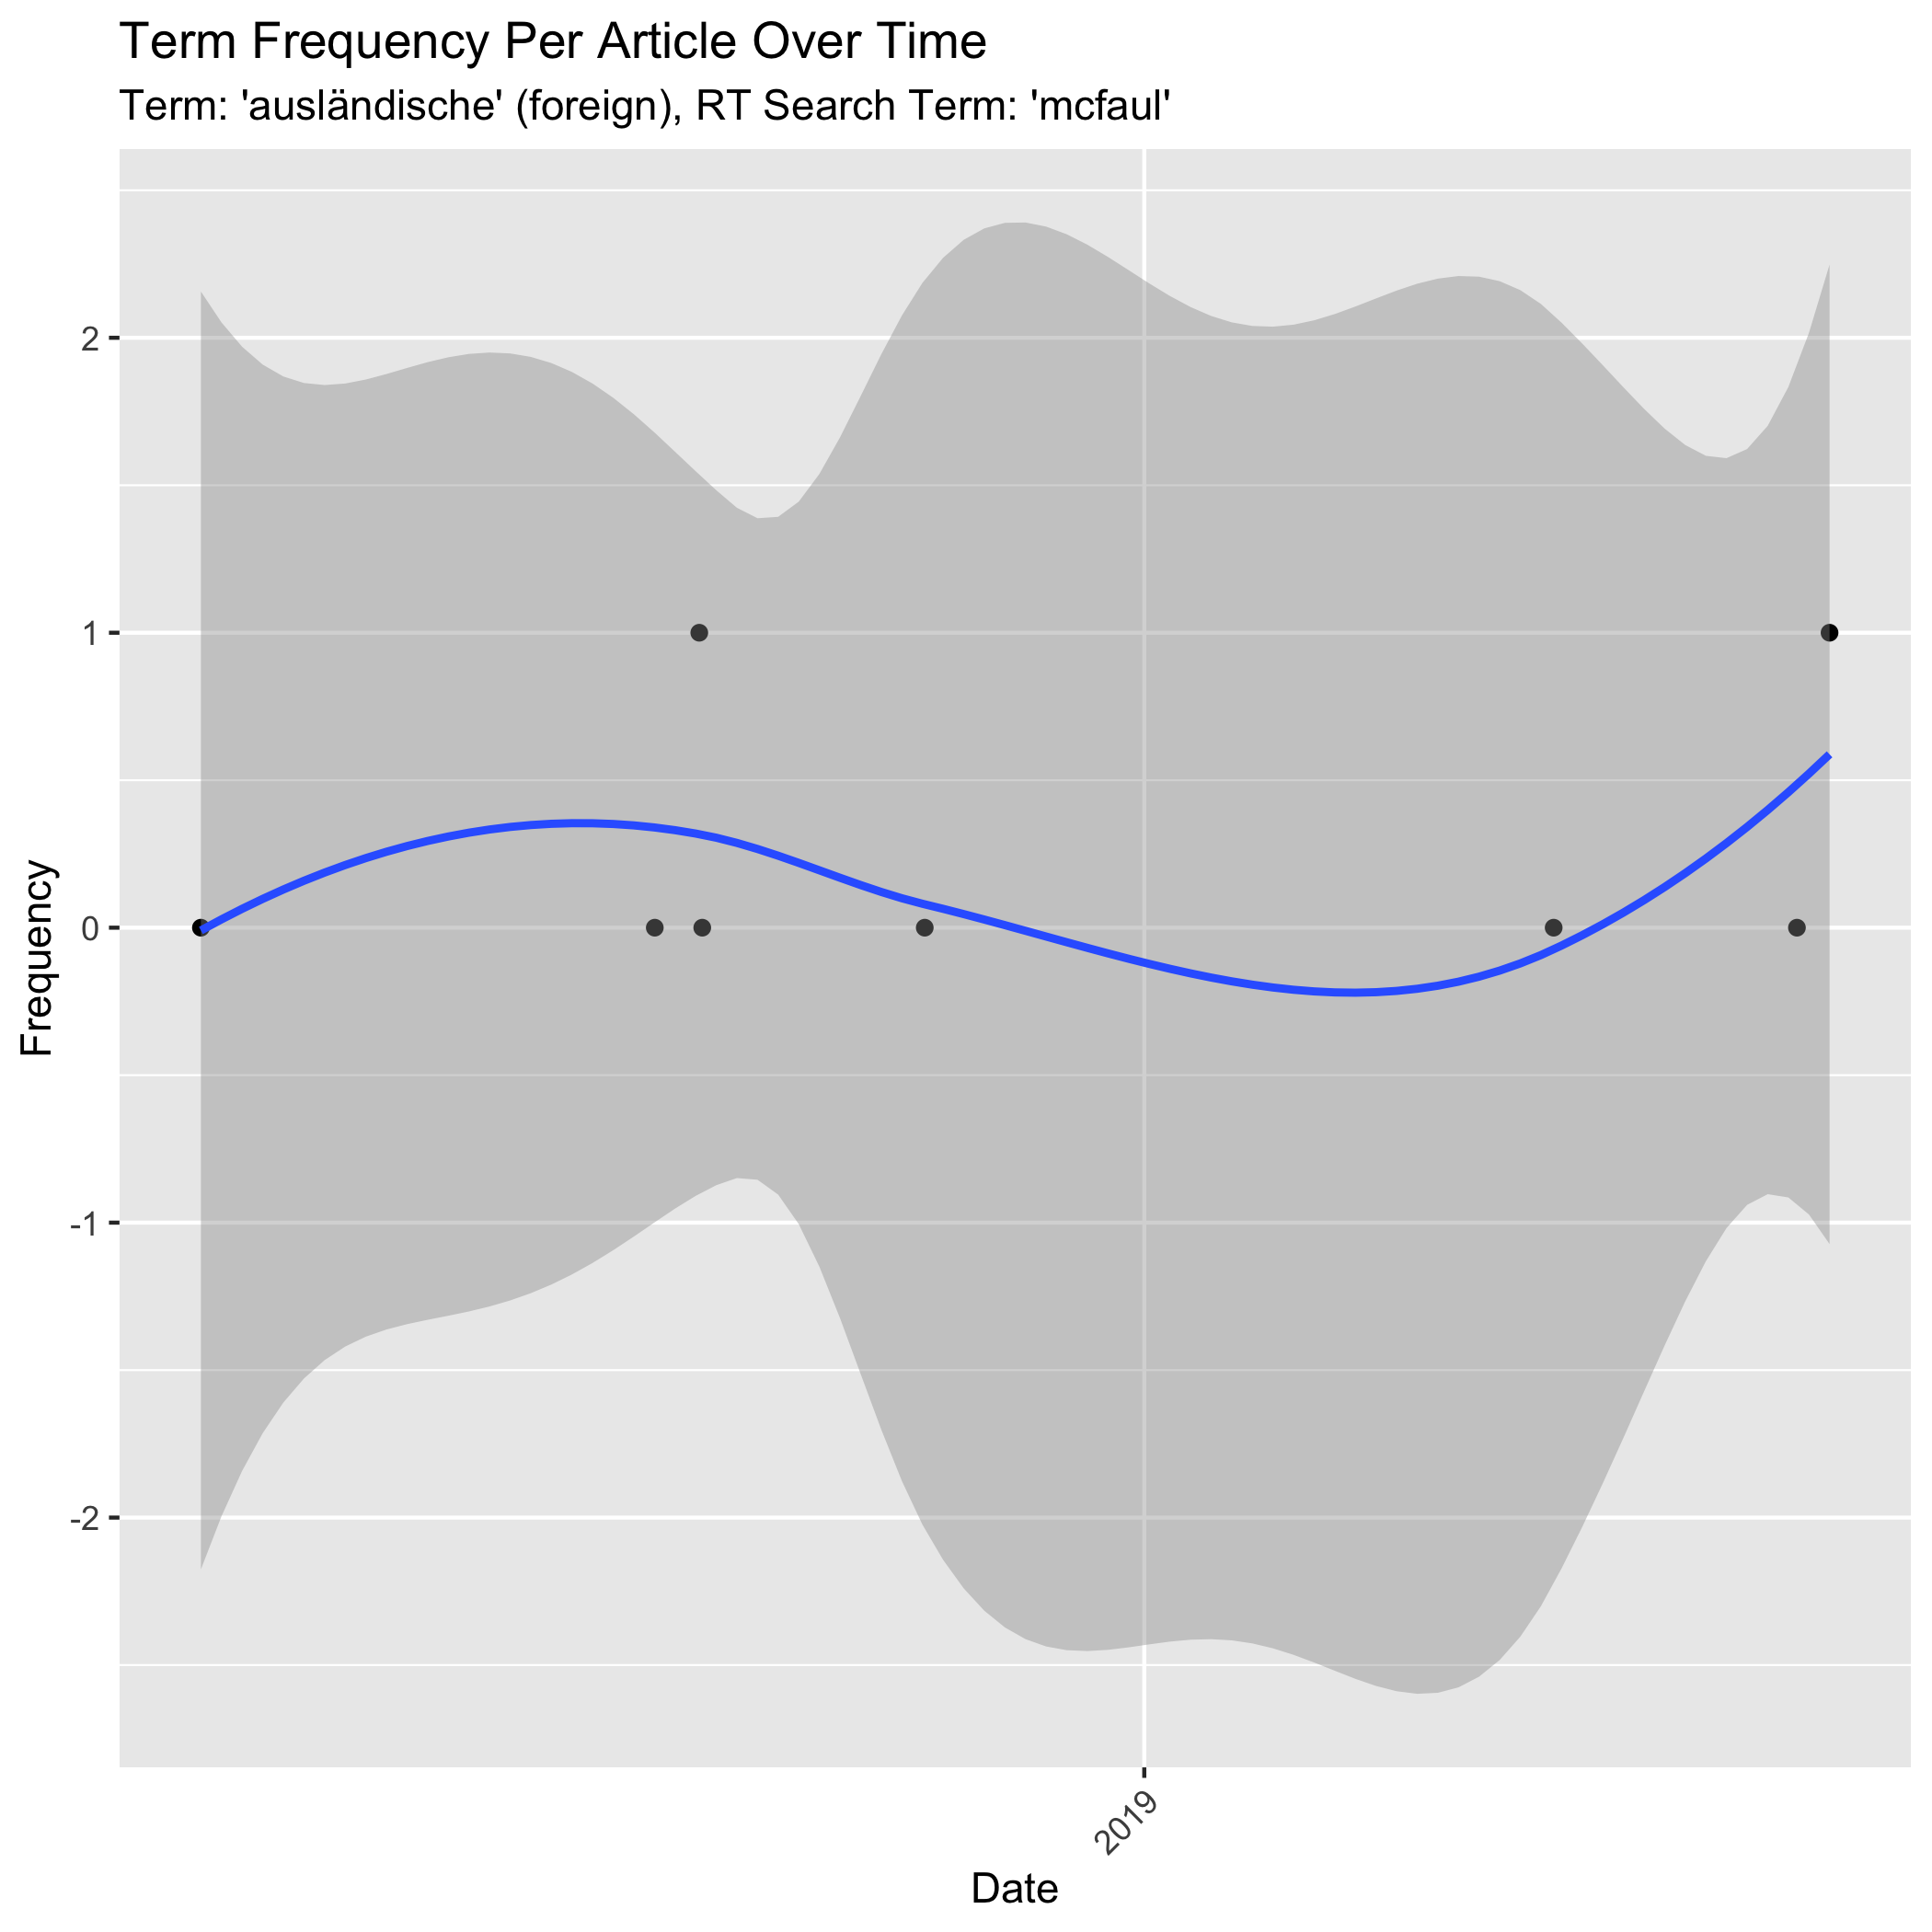 Term Frequency Per Article Over Time
Term: 'ausländische' (foreign), RT Search Term: 'mcfaul'
Frequency
2
1
0
-1
-2
2019
Date